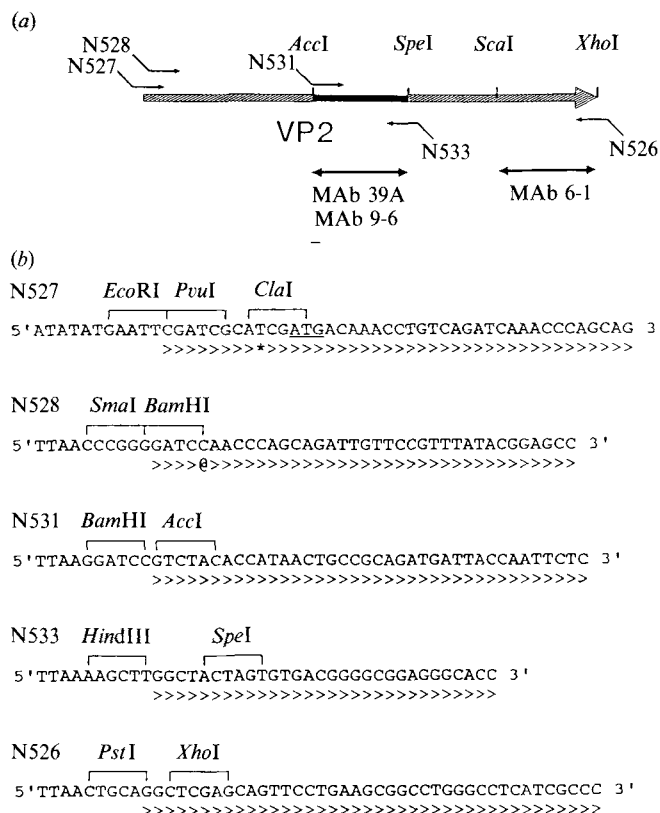 (a)
N528 AccI SpeI ScaI XhoI
N527 N531
VP2 N533 N526
MAb 39A MAb 6-1
MAb 9-6
(b)
N527 EcoRI PvuI ClaI
5'ATATATGAATTCGATCGCATCGATGACAAACCTGTCAGATCAAACCCAGCAG 3
>>>>>>>>*>>>>>>>>>>>>>>>>>>>>>>>>>>>>>>>>
N528 SmaI BamHI
5'TTAACCCGGGGATCCAACCCAGCAGATTGTTCCGTTTATACGGAGCC 3'
>>>>@>>>>>>>>>>>>>>>>>>>>>>>>>>>>>>>
N531 BamHI AccI
5'TTAAGGATCCGTCTACACCATAACTGCCGCAGATGATTACCAATTCTC 3'
>>>>>>>>>>>>>>>>>>>>>>>>>>>>>>>>>>>>>>
N533 HindIII SpeI
5'TTAAAAGCTTGGCTACTAGTGTGACGGGGCGGAGGGCACC 3'
>>>>>>>>>>>>>>>>>>>>>>>>>>>>>>
N526 PstI XhoI
5'TTAACTGCAGGCTCGAGCAGTTCCTGAAGCGGCCTGGGCCTCATCGCCC 3'
>>>>>>>>>>>>>>>>>>>>>>>>>>>>>>>>>>>>>>>>